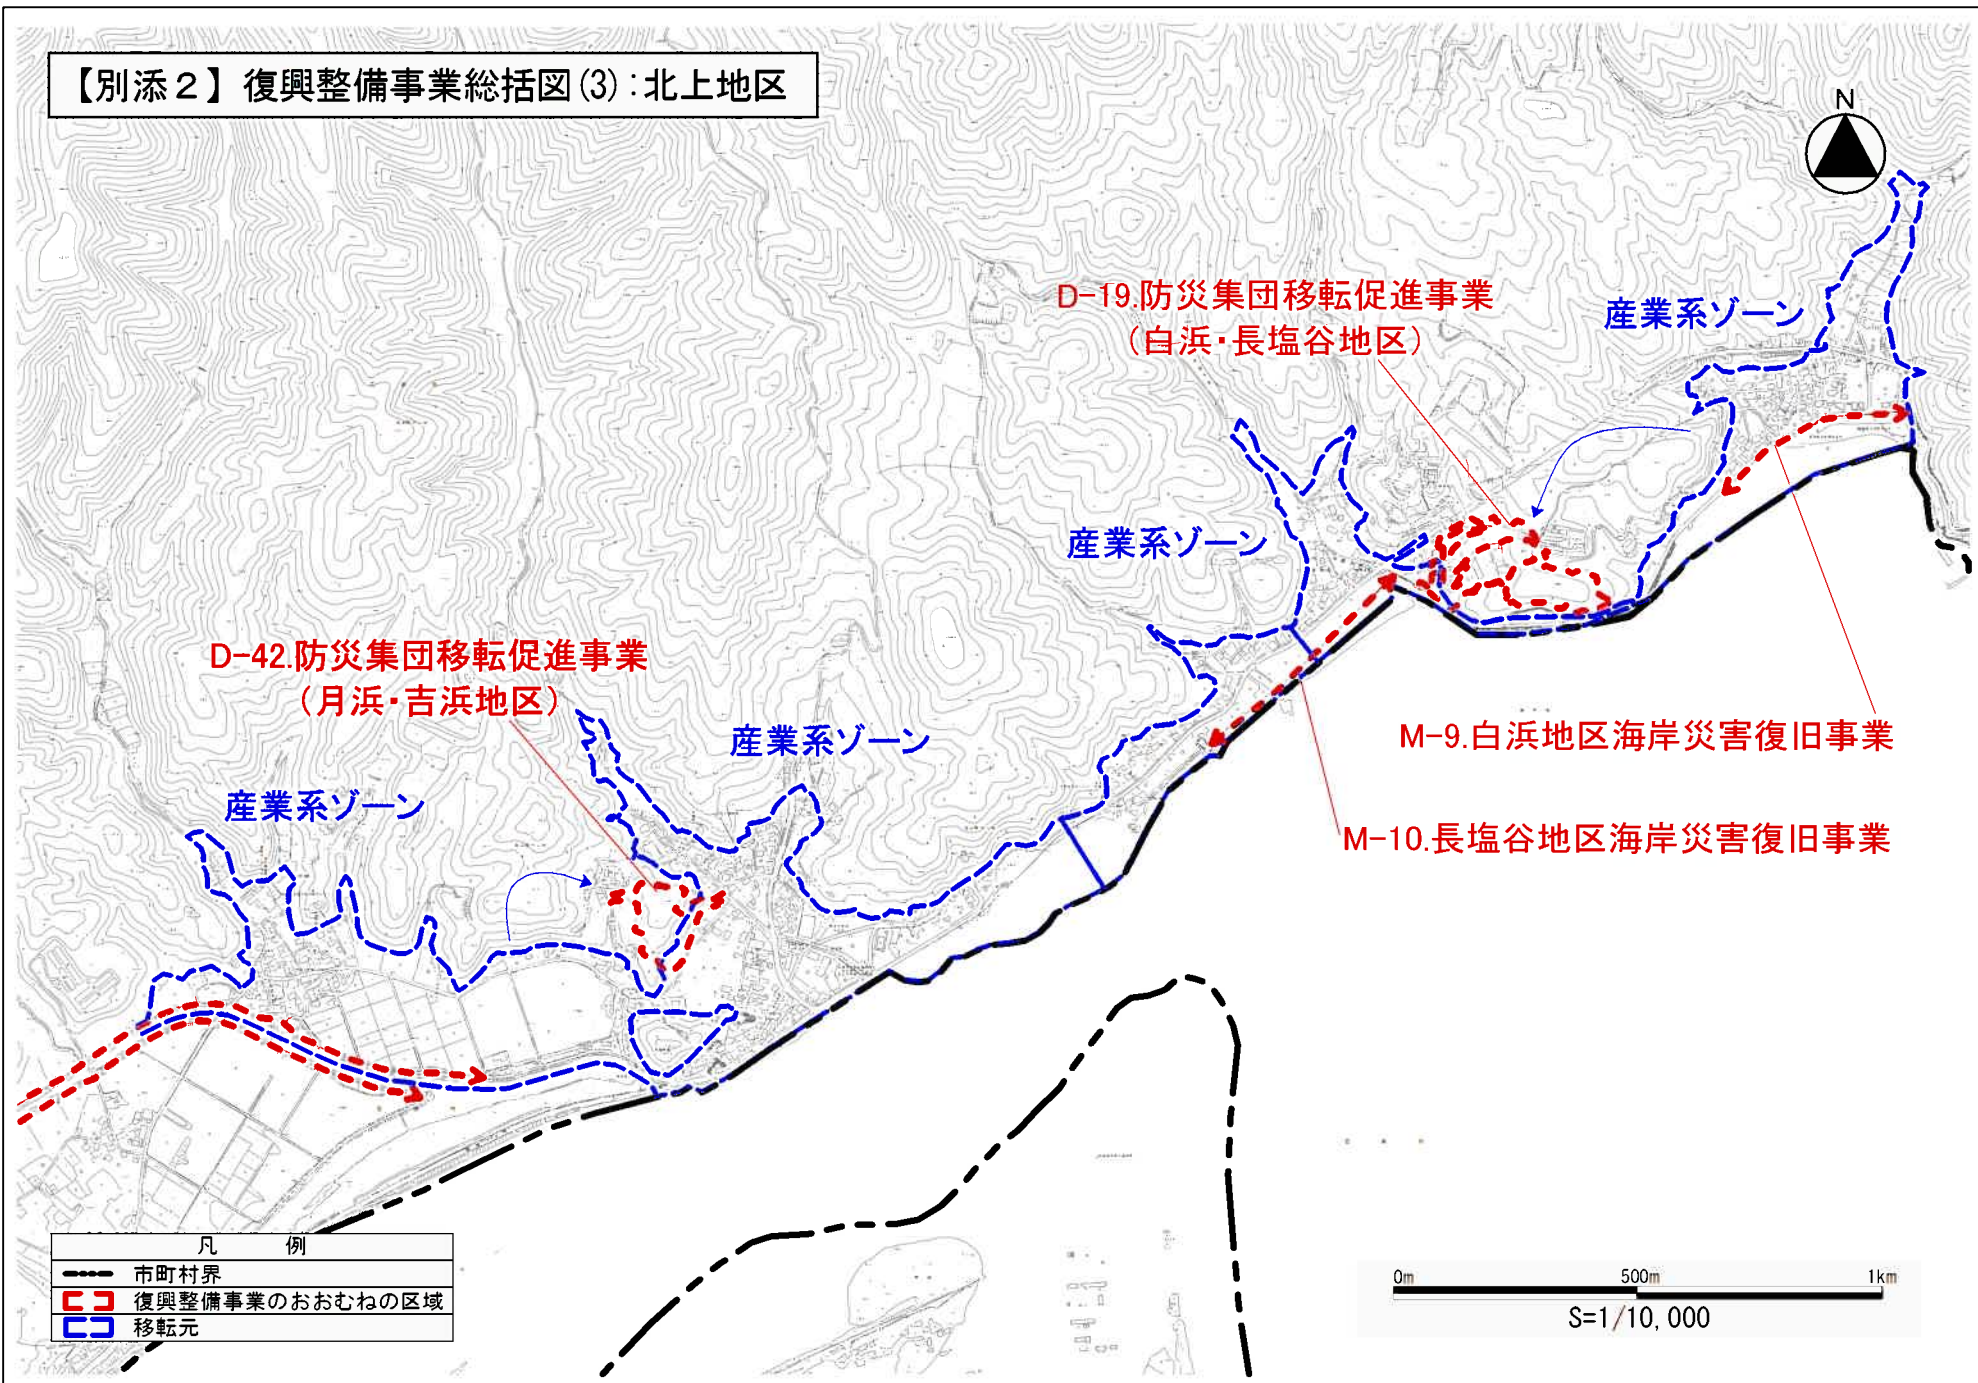 【別添２】復興整備事業総括図(3):北上地区
N
D-19.防災集団移転促進事業
(白浜・長塩谷地区)
産業系ゾーン
産業系ゾーン
D-42.防災集団移転促進事業
(月浜・吉浜地区)
産業系ゾーン
産業系ゾーン
M-9.白浜地区海岸災害復旧事業
M-10.長塩谷地区海岸災害復旧事業
凡　例
市町村界
復興整備事業のおおむねの区域
移転元
0m 500m 1km
S=1/10,000